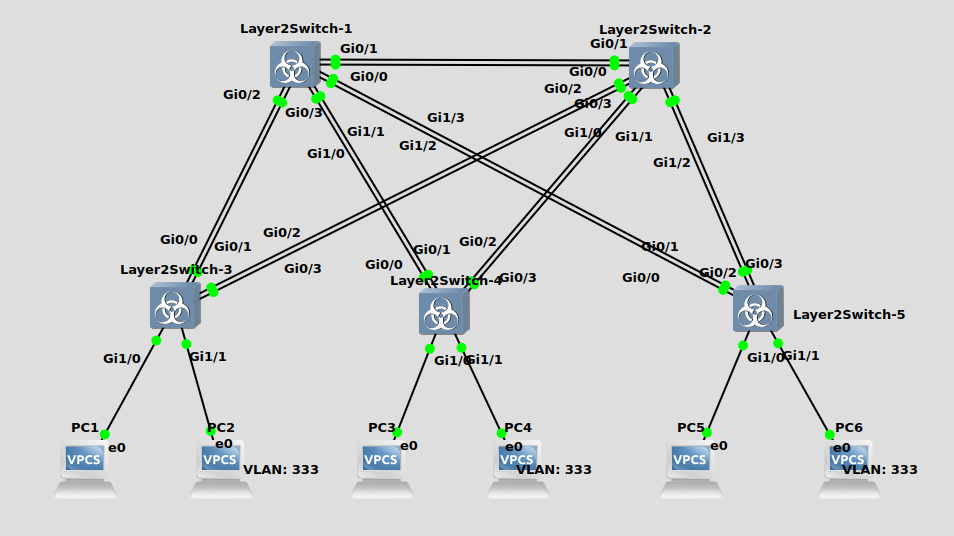 Layer2Switch-1
Layer2Switch-2
Gi0/1
Gi0/1
Gi0/0
Gi0/0
Gi0/2
Gi0/2
Gi0/3
Gi0/3
Gi1/3
Gi1/1
Gi1/0
Gi1/1
Gi1/3
Gi1/2
Gi1/0
Gi1/2
Gi0/0
Gi0/1
Gi0/2
Gi0/1
Gi0/2
Gi0/1
Layer2Switch-3
Gi0/3
Gi0/0
Layer2Switch-4
Gi0/3
Gi0/0
Gi0/2
Gi0/3
Layer2Switch-5
Gi1/0
Gi1/1
Gi1/0
Gi1/1
Gi1/0
Gi1/1
PC1
e0
PC2
e0
PC3
e0
PC4
e0
PC5
e0
PC6
e0
VPCS
VPCS
VLAN: 333
VPCS
VPCS
VLAN: 333
VPCS
VPCS
VLAN: 333